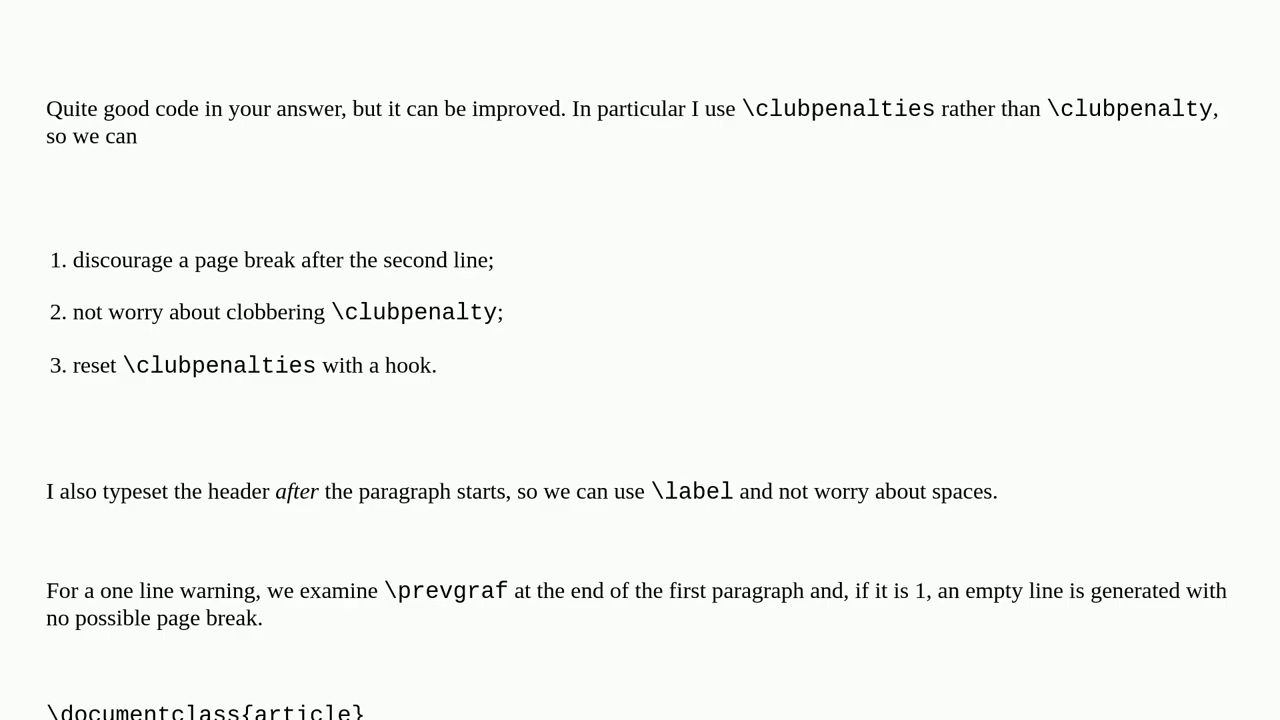 Quite good code in your answer, but it can be improved. In particular I use \clubpenalties rather than \clubpenalty,
so we can
1. discourage a page break after the second line;
2. not worry about clobbering \clubpenalty;
3. reset \clubpenalties with a hook.
I also typeset the header after the paragraph starts, so we can use \label and not worry about spaces.
For a one line warning, we examine \prevgraf at the end of the first paragraph and, if it is 1, an empty line is generated with
no possible page break.
\documentclass{article}